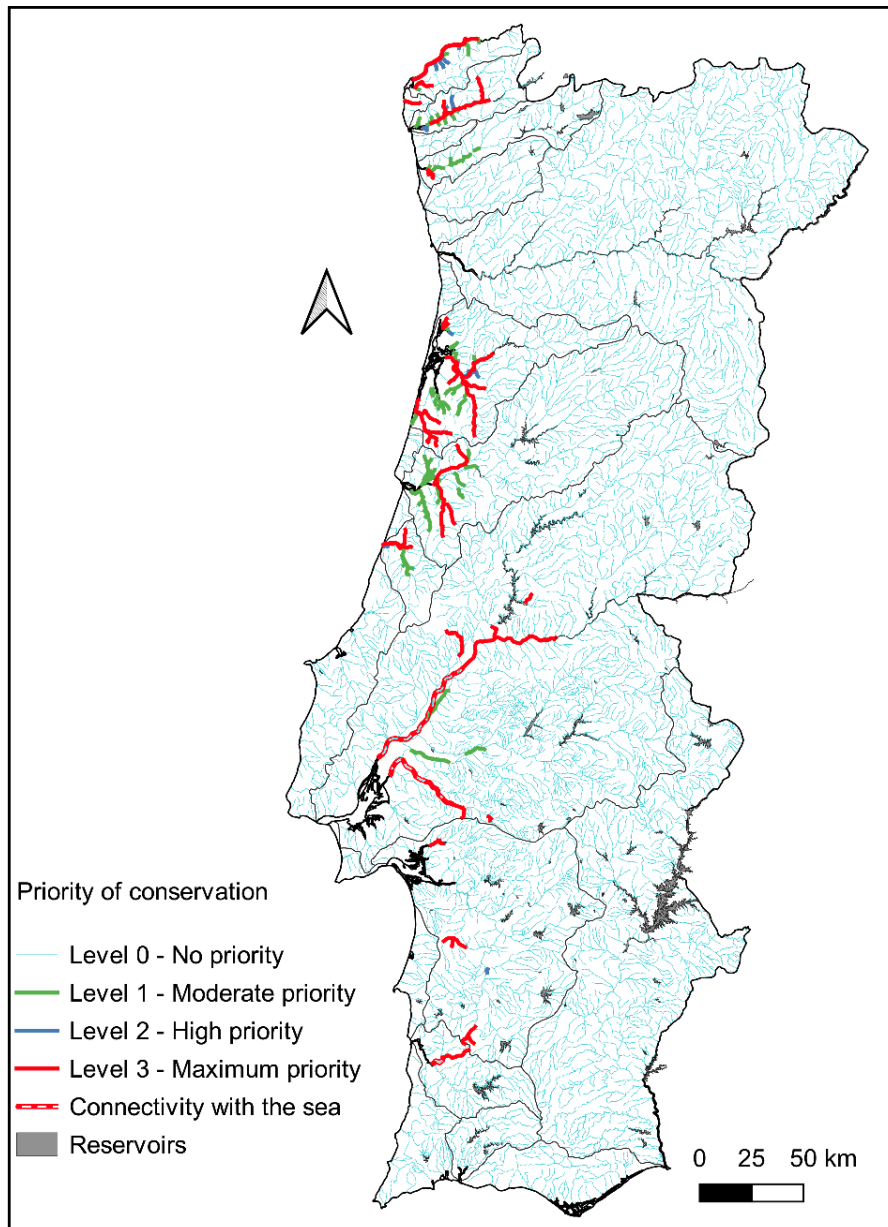 Priority of conservation
Level 0 - No priority
Level 1 - Moderate priority
Level 2 - High priority
Level 3 - Maximum priority
Connectivity with the sea
Reservoirs
0 25 50 km